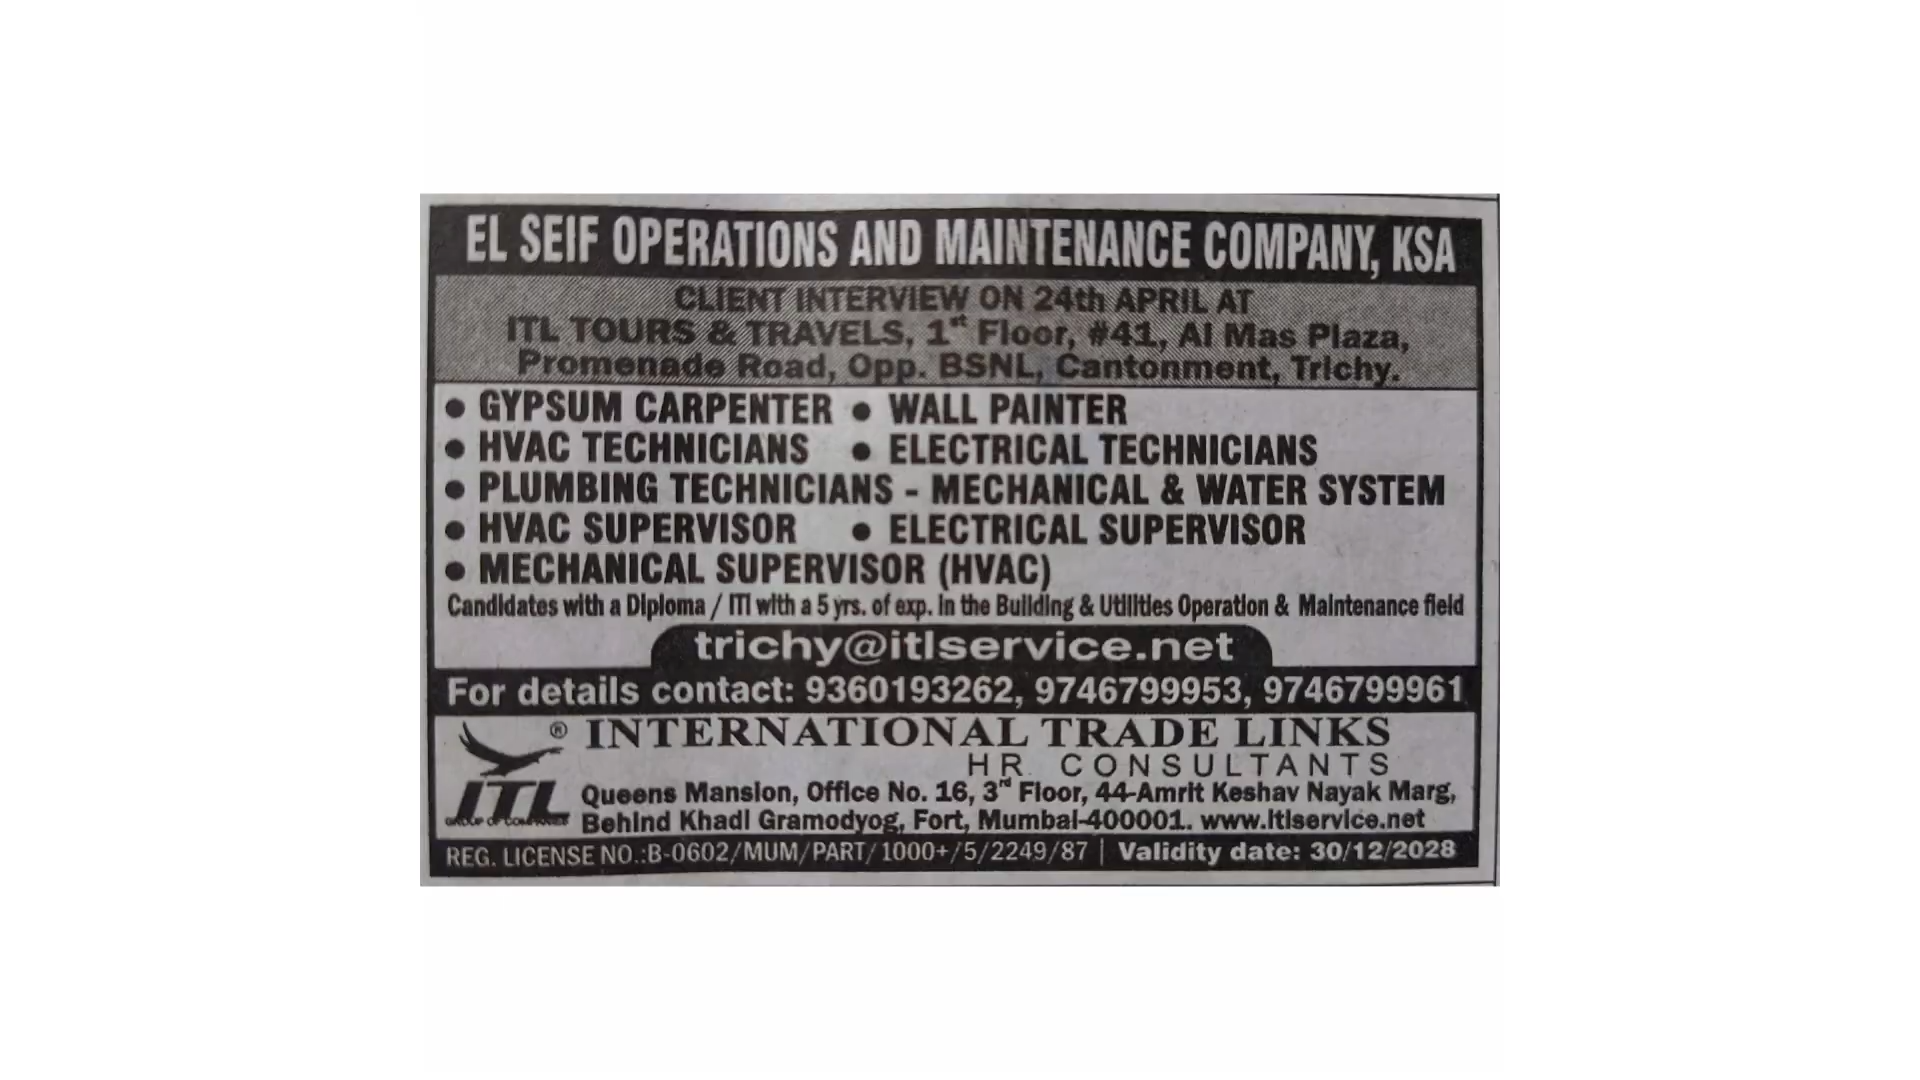 EL SEIF OPERATIONS AND MAINTENANCE COMPANY, KSA
CLIENT INTERVIEW ON 24th APRIL AT
ITL TOURS & TRAVELS, 1st Floor, #41, Al Mas Plaza,
Promenade Road, Opp. BSNL, Cantonment, Trichy.
• GYPSUM CARPENTER • WALL PAINTER
• HVAC TECHNICIANS • ELECTRICAL TECHNICIANS
• PLUMBING TECHNICIANS - MECHANICAL & WATER SYSTEM
• HVAC SUPERVISOR • ELECTRICAL SUPERVISOR
• MECHANICAL SUPERVISOR (HVAC)
Candidates with a Diploma / ITI with a 5 yrs. of exp. in the Building & Utilities Operation & Maintenance field
trichy@itlservice.net
For details contact: 9360193262, 9746799953, 9746799961
® INTERNATIONAL TRADE LINKS
HR CONSULTANTS
ITL
GROUP OF COMPANIES
Queens Mansion, Office No. 16, 3rd Floor, 44-Amrit Keshav Nayak Marg,
Behind Khadi Gramodyog, Fort, Mumbai-400001. www.itlservice.net
REG. LICENSE NO.:B-0602/MUM/PART/1000+/5/2249/87 | Validity date: 30/12/2028